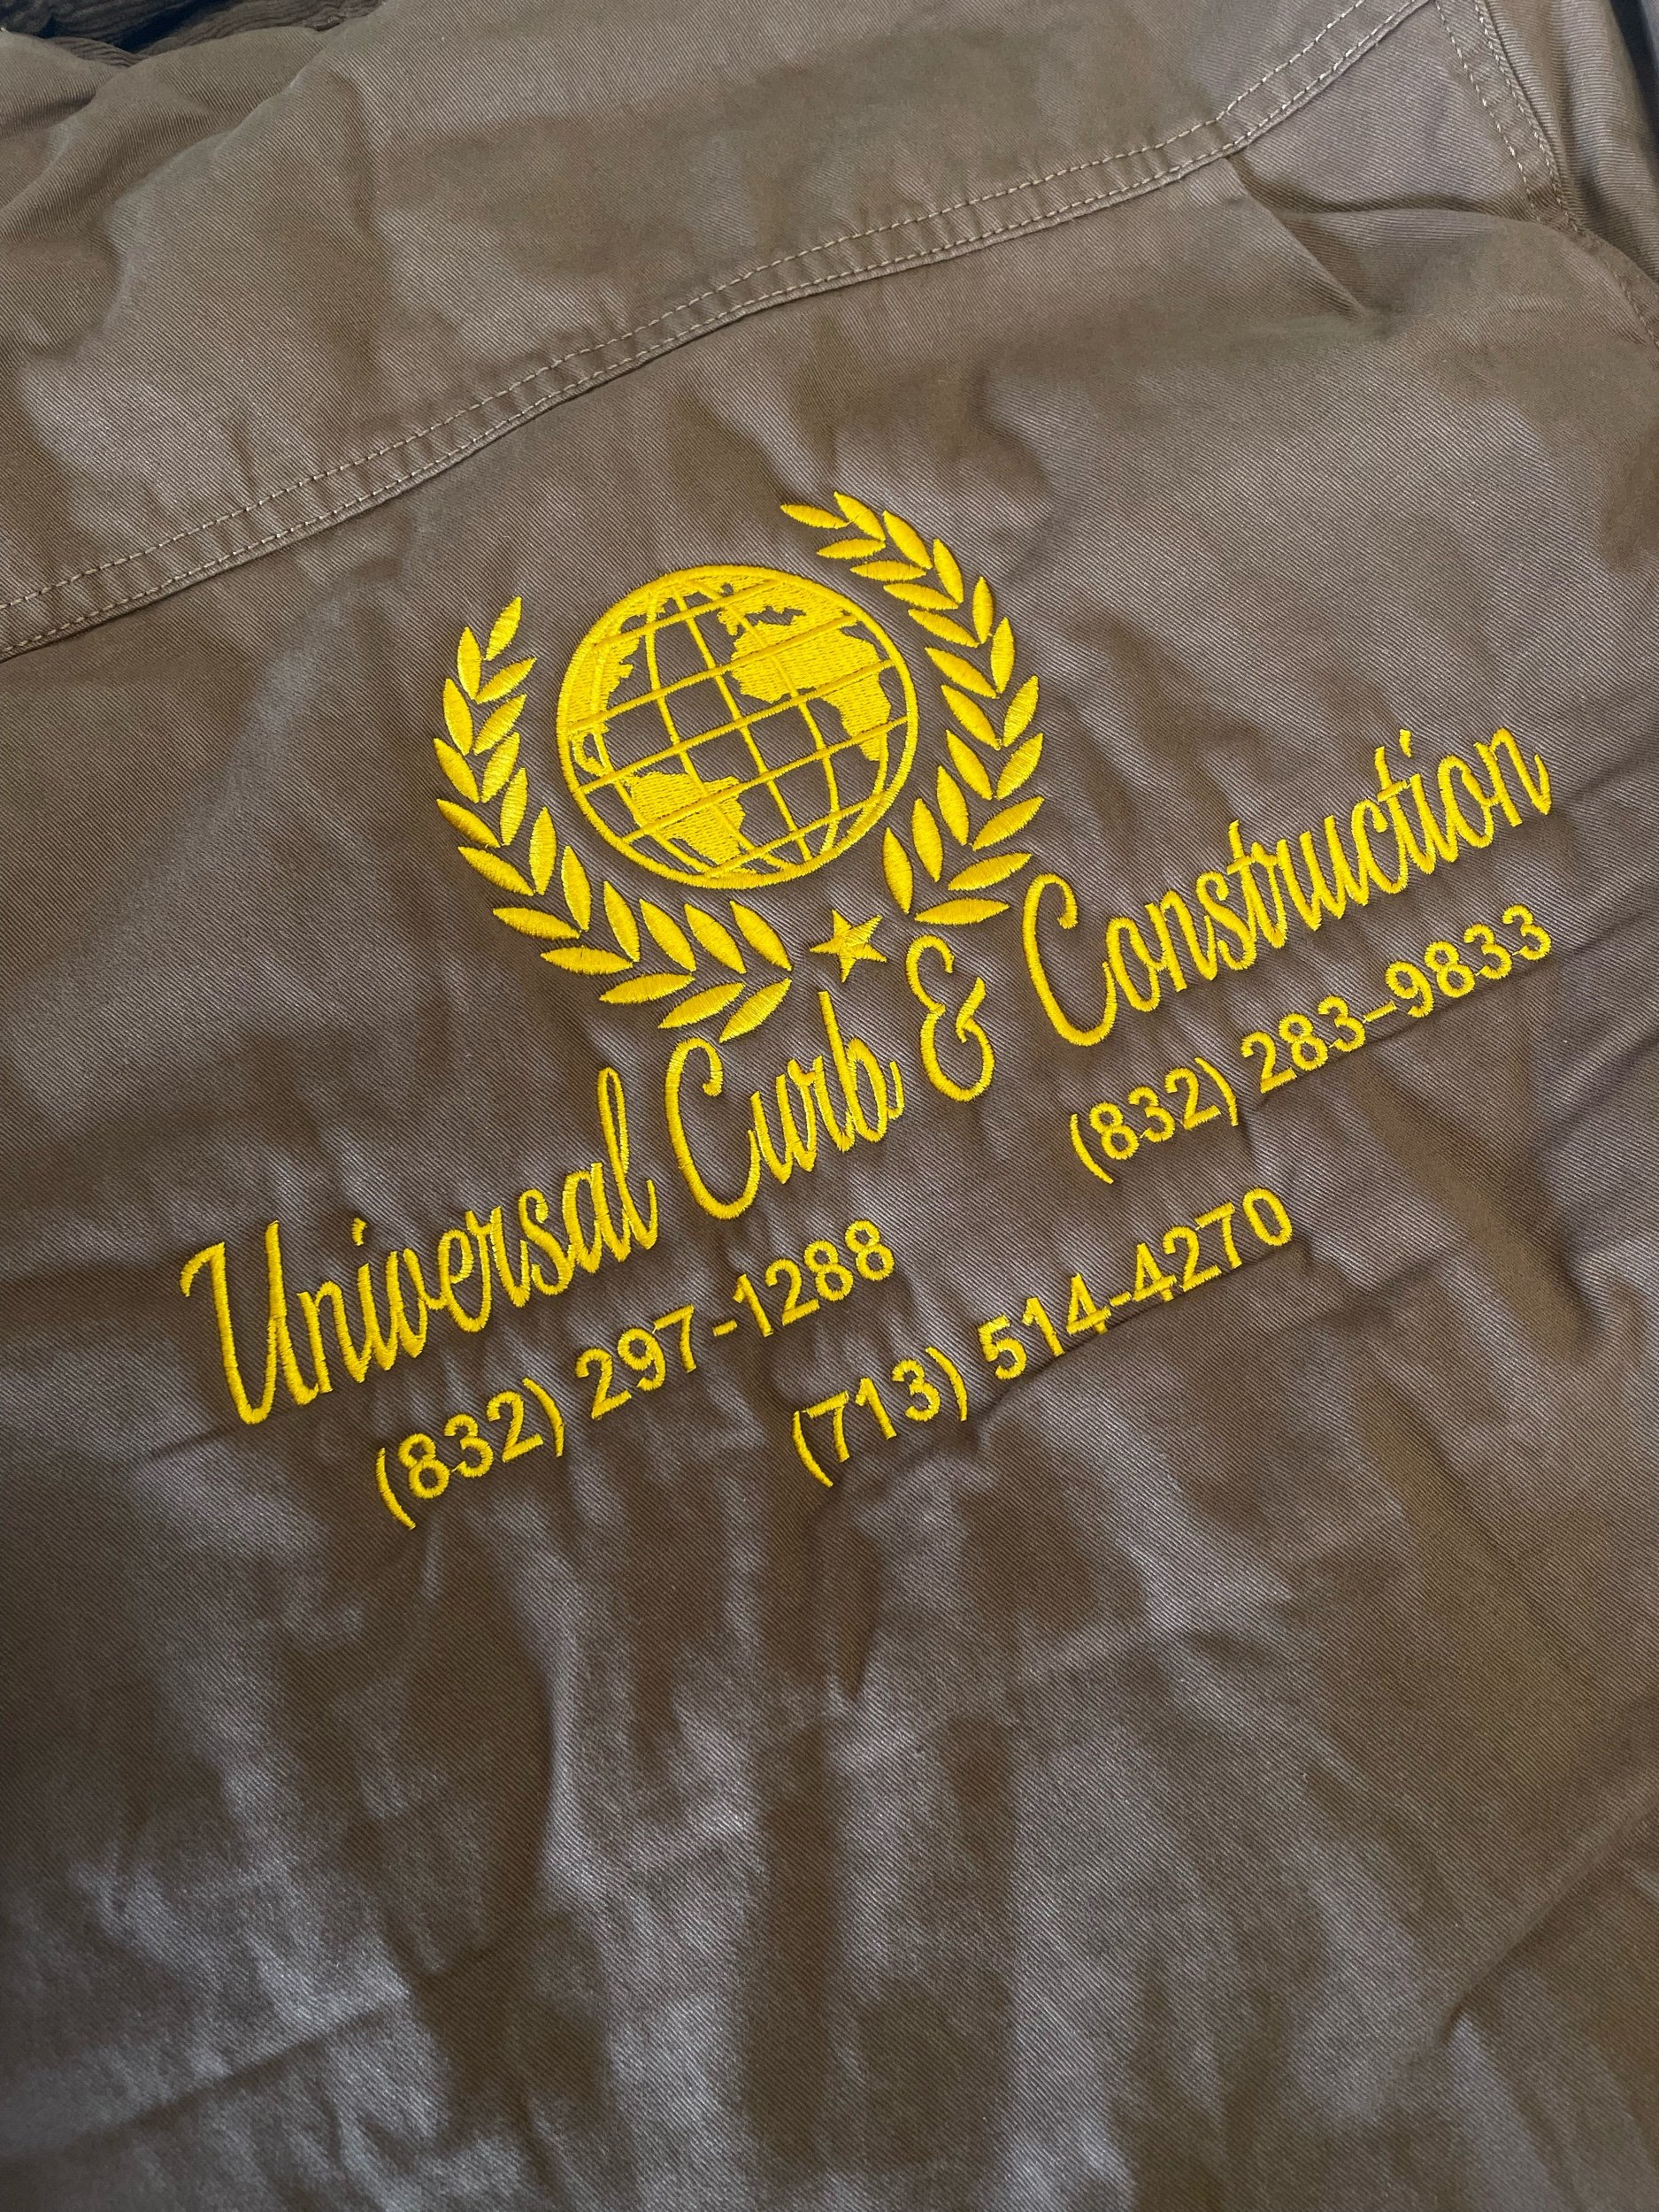 Universal Curb & Construction
(832) 297-1288 (832) 283-9833
(713) 514-4270